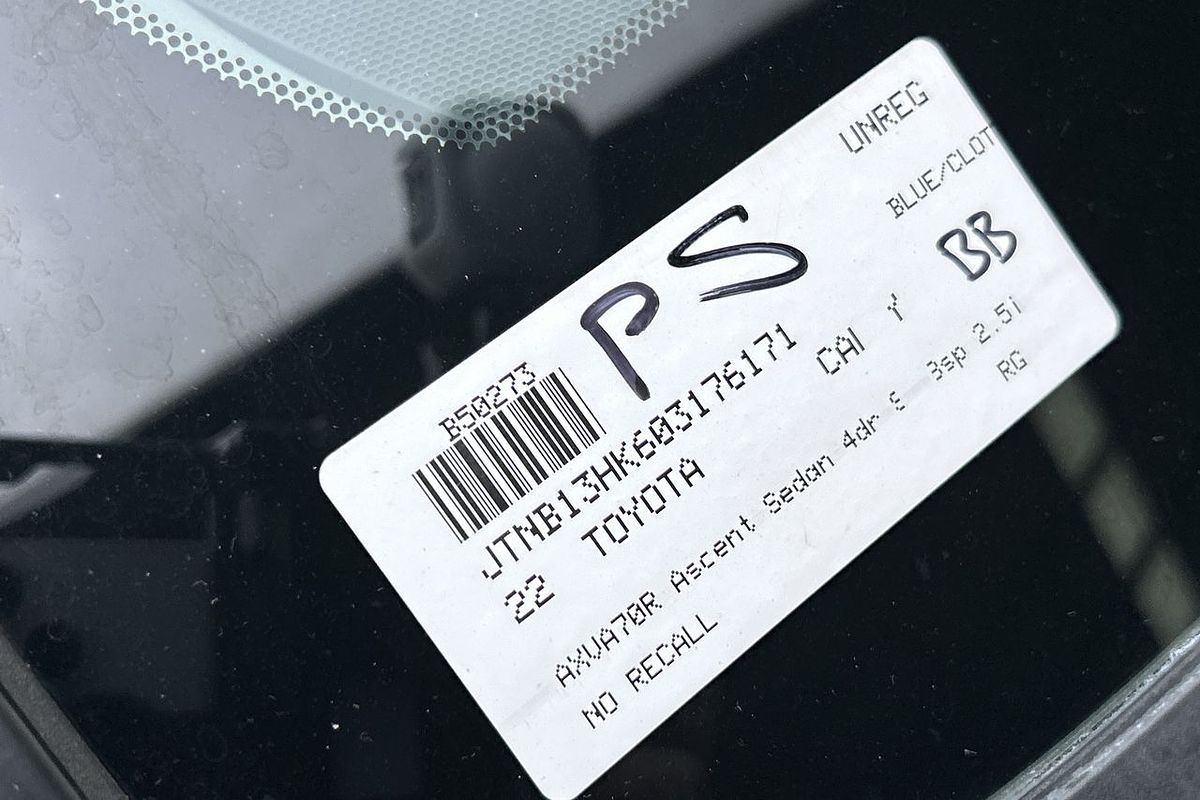 UNREG
BLUE/CLOT
PS
BB
B50273
JTNB13HK603176171
22 TOYOTA CAI Y
AXVA70R Ascent Sedan 4dr S 3sp 2.5i
NO RECALL RG